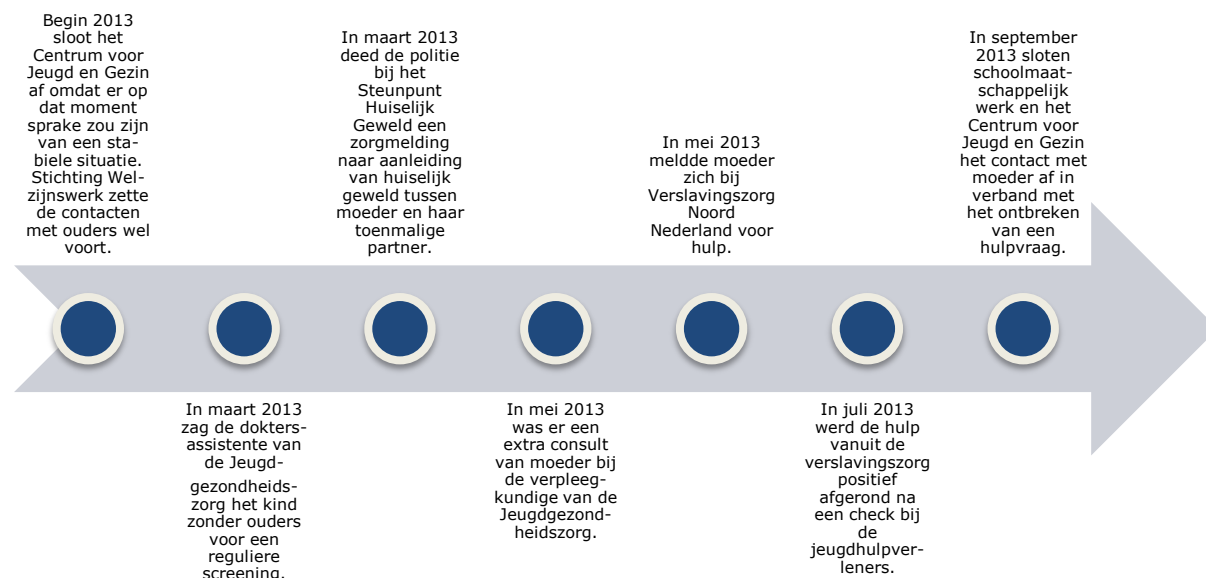 Begin 2013
sloot het
Centrum voor
Jeugd en Gezin
af omdat er op
dat moment
sprake zou zijn
van een sta-
biele situatie.
Stichting Wel-
zijnswerk zette
de contacten
met ouders wel
voort.
In maart 2013
zag de dokters-
assistente van
de Jeugd-
gezondheids-
zorg het kind
zonder ouders
voor een
reguliere
screening.
In maart 2013
deed de politie
bij het
Steunpunt
Huiselijk
Geweld een
zorgmelding
naar aanleiding
van huiselijk
geweld tussen
moeder en haar
toenmalige
partner.
In mei 2013
was er een
extra consult
van moeder bij
de verpleeg-
kundige van de
Jeugdgezond-
heidszorg.
In mei 2013
meldde moeder
zich bij
Verslavingszorg
Noord
Nederland voor
hulp.
In juli 2013
werd de hulp
vanuit de
verslavingszorg
positief
afgerond na
een check bij
de
jeugdhulpver-
leners.
In september
2013 sloten
schoolmaat-
schappelijk
werk en het
Centrum voor
Jeugd en Gezin
het contact met
moeder af in
verband met
het ontbreken
van een
hulpvraag.